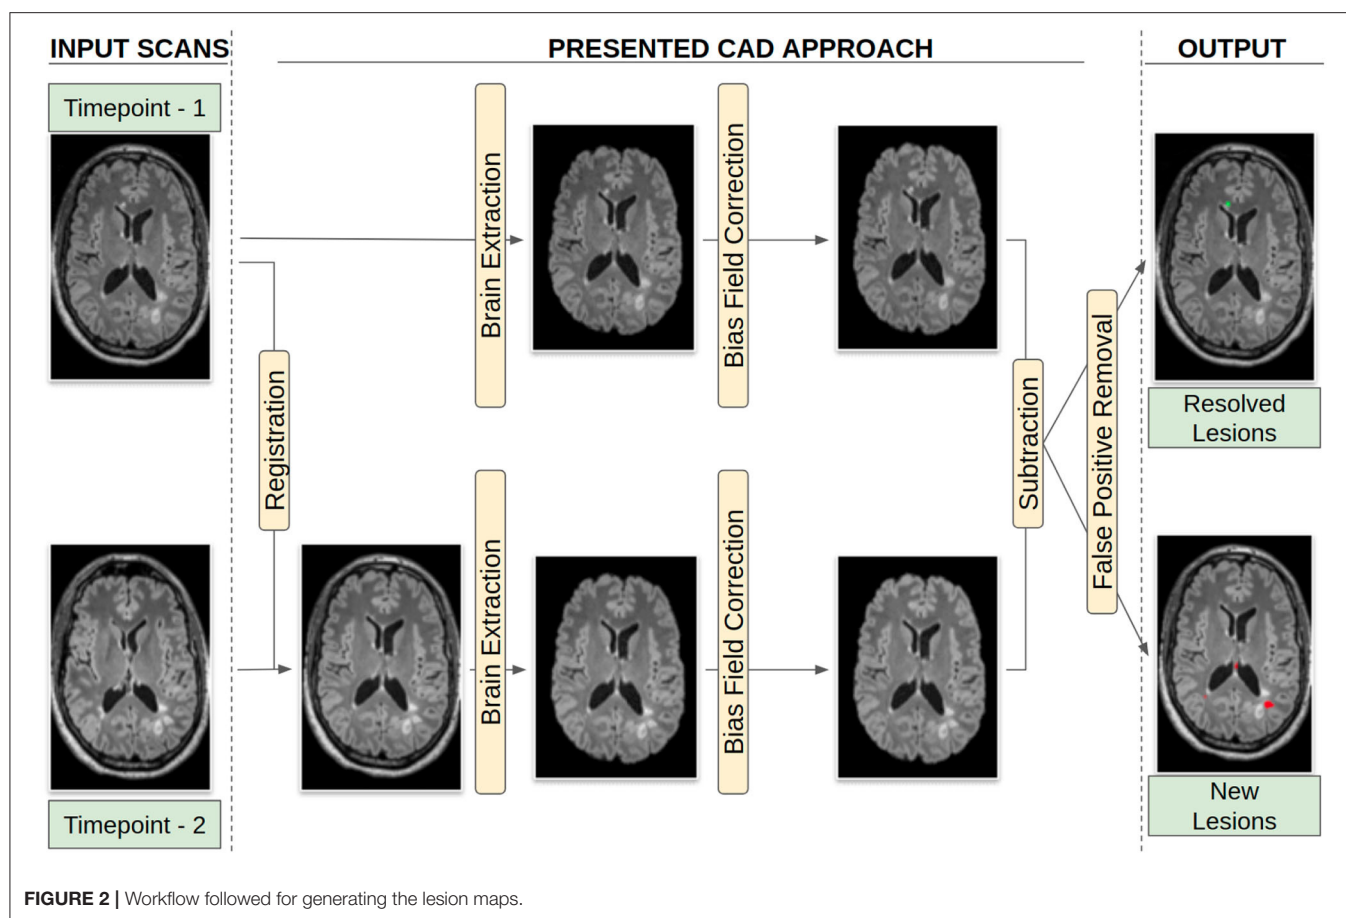 INPUT SCANS
PRESENTED CAD APPROACH
OUTPUT
Timepoint - 1
Brain Extraction
Bias Field Correction
Registration
Subtraction
False Positive Removal
Resolved
Lesions
Brain Extraction
Bias Field Correction
Timepoint - 2
New
Lesions
FIGURE 2 | Workflow followed for generating the lesion maps.